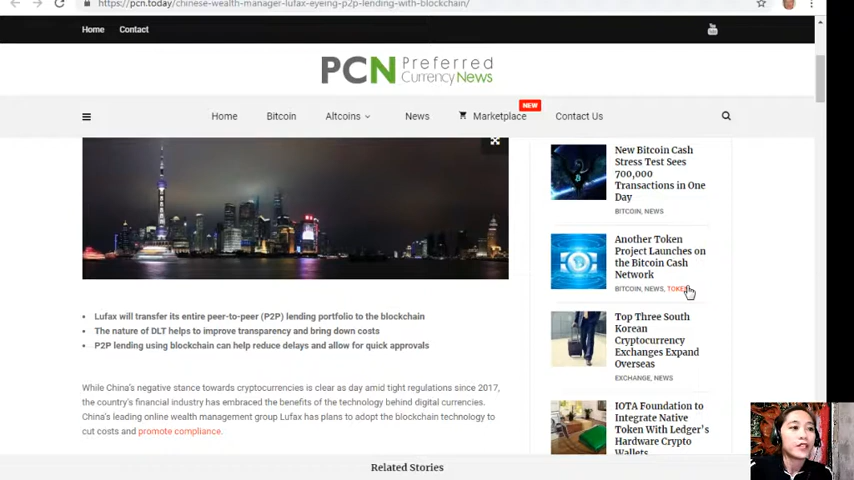 https://pcn.today/chinese-wealth-manager-lufax-eyeing-p2p-lending-with-blockchain/
Home Contact
You Tube
PCN Preferred
Currency News
NEW
Home Bitcoin Altcoins News Marketplace Contact Us
Lufax will transfer its entire peer-to-peer (P2P) lending portfolio to the blockchain
The nature of DLT helps to improve transparency and bring down costs
P2P lending using blockchain can help reduce delays and allow for quick approvals
While China's negative stance towards cryptocurrencies is clear as day amid tight regulations since 2017,
the country's financial industry has embraced the benefits of the technology behind digital currencies.
China's leading online wealth management group Lufax has plans to adopt the blockchain technology to
cut costs and promote compliance.
New Bitcoin Cash
Stress Test Sees
700,000
Transactions in One
Day
BITCOIN, NEWS
Another Token
Project Launches on
the Bitcoin Cash
Network
BITCOIN, NEWS, TOKEN
Top Three South
Korean
Cryptocurrency
Exchanges Expand
Overseas
EXCHANGE, NEWS
IOTA Foundation to
Integrate Native
Token With Ledger's
Hardware Crypto
Wallets
Related Stories